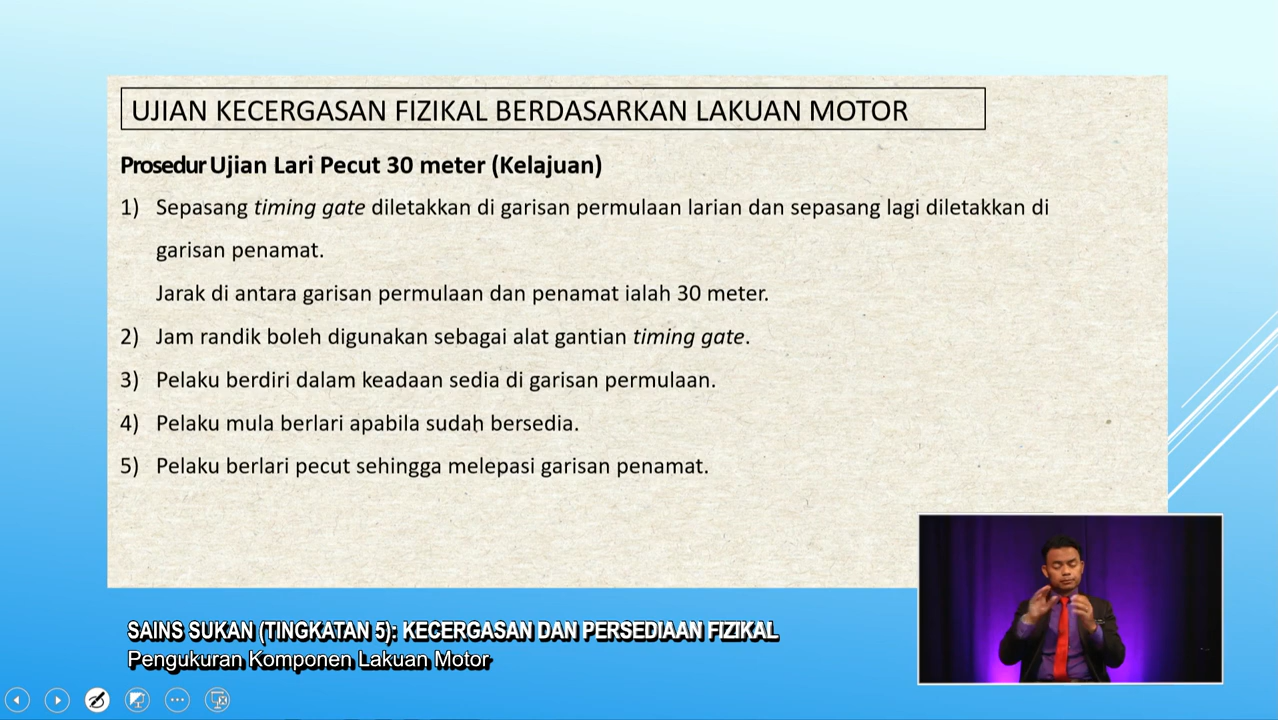 UJIAN KECERGASAN FIZIKAL BERDASARKAN LAKUAN MOTOR
Prosedur Ujian Lari Pecut 30 meter (Kelajuan)
1) Sepasang timing gate diletakkan di garisan permulaan larian dan sepasang lagi diletakkan di
garisan penamat.
Jarak di antara garisan permulaan dan penamat ialah 30 meter.
2) Jam randik boleh digunakan sebagai alat gantian timing gate.
3) Pelaku berdiri dalam keadaan sedia di garisan permulaan.
4) Pelaku mula berlari apabila sudah bersedia.
5) Pelaku berlari pecut sehingga melepasi garisan penamat.
SAINS SUKAN (TINGKATAN 5): KECERGASAN DAN PERSEDIAAN FIZIKAL
Pengukuran Komponen Lakuan Motor